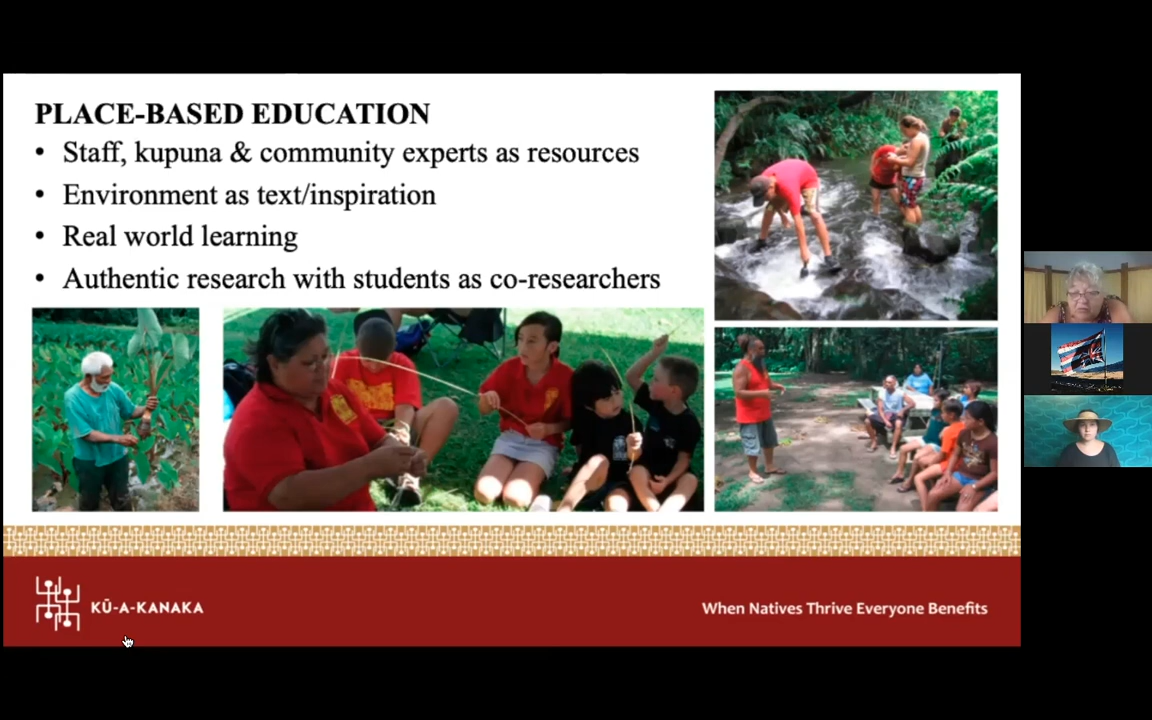 PLACE-BASED EDUCATION
• Staff, kupuna & community experts as resources
• Environment as text/inspiration
• Real world learning
• Authentic research with students as co-researchers
KŪ-A-KANAKA
When Natives Thrive Everyone Benefits